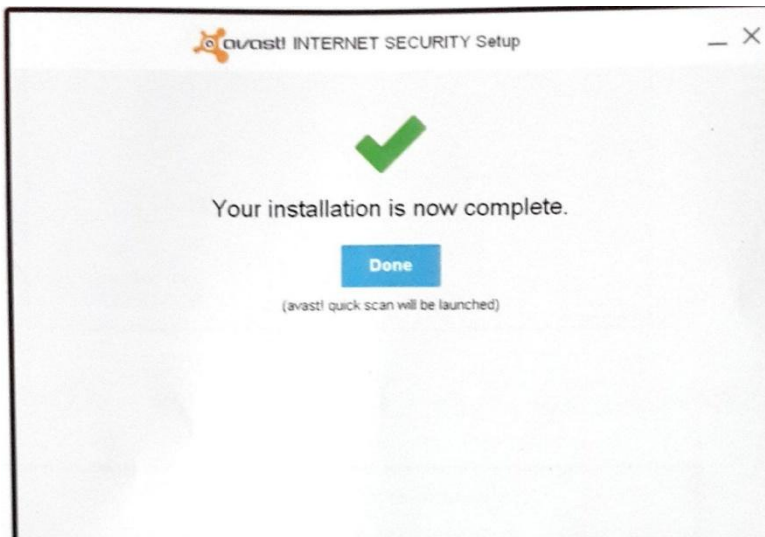 avast! INTERNET SECURITY Setup
Your installation is now complete.
Done
(avast! quick scan will be launched)